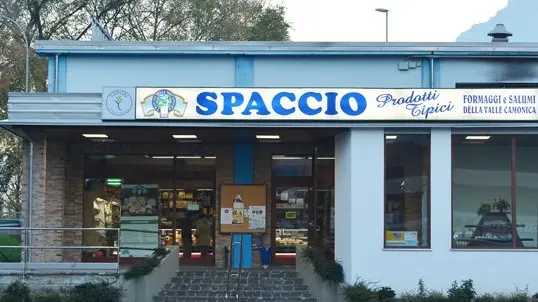 SPACCIO
Prodotti
Tipici
FORMAGGI e SALUMI
DELLA VALLE CAMONICA